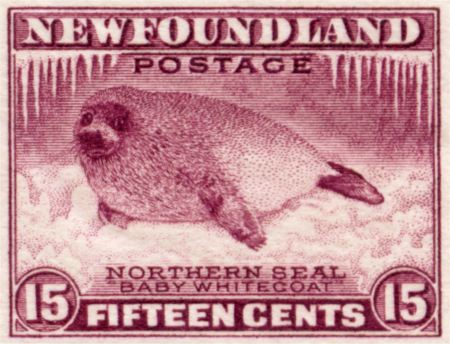 NEWFOUNDLAND
POSTAGE
NORTHERN SEAL
BABY WHITECOAT
15 FIFTEEN CENTS 15